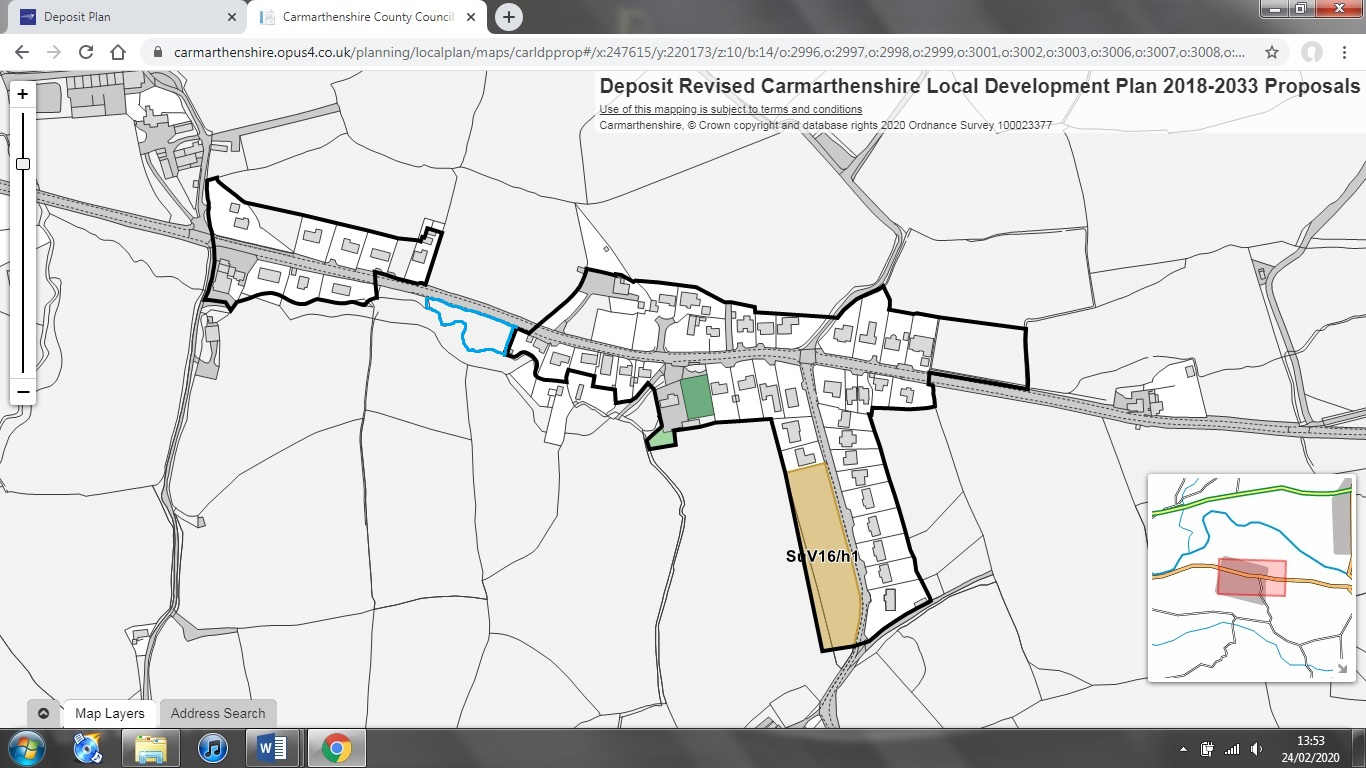 Deposit Plan
Carmarthenshire County Council
carmarthenshire.opus4.co.uk/planning/localplan/maps/carldpprop#/x:247615/y:220173/z:10/b:14/o:2996,o:2997,o:2998,o:2999,o:3001,o:3002,o:3003,o:3006,o:3007,o:3008,o:...
Deposit Revised Carmarthenshire Local Development Plan 2018-2033 Proposals
Use of this mapping is subject to terms and conditions
Carmarthenshire, © Crown copyright and database rights 2020 Ordnance Survey 100023377
SuV16/h1
Map Layers
Address Search
13:53
24/02/2020